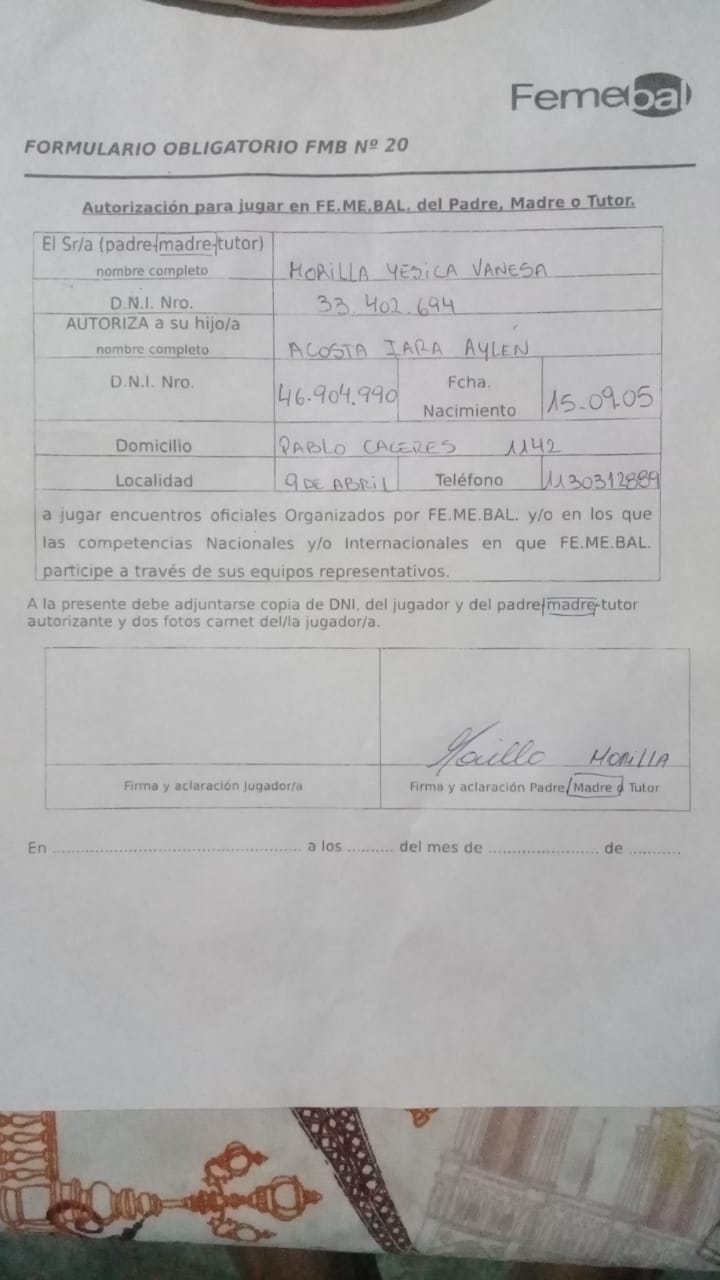 Femebal
FORMULARIO OBLIGATORIO FMB Nº 20
Autorización para jugar en FE.ME.BAL. del Padre, Madre o Tutor.
El Sr/a (padre-madre-tutor)
nombre completo
MORILLA YESICA VANESA
D.N.I. Nro.
33.402.694
AUTORIZA a su hijo/a
nombre completo
ACOSTA IARA AYLEN
D.N.I. Nro.
46.904.990
Fcha.
Nacimiento
15-09-05
Domicilio
PABLO CACERES 1142
Localidad
9 DE ABRIL
Teléfono
1130312889
a jugar encuentros oficiales Organizados por FE.ME.BAL. y/o en los que
las competencias Nacionales y/o Internacionales en que FE.ME.BAL.
participe a través de sus equipos representativos.
A la presente debe adjuntarse copia de DNI, del jugador y del padre-madre-tutor
autorizante y dos fotos carnet del/la jugador/a.
MORILLA
Firma y aclaración Jugador/a
Firma y aclaración Padre/Madre o Tutor
En .................................................. a los ......... del mes de ...................... de ..........